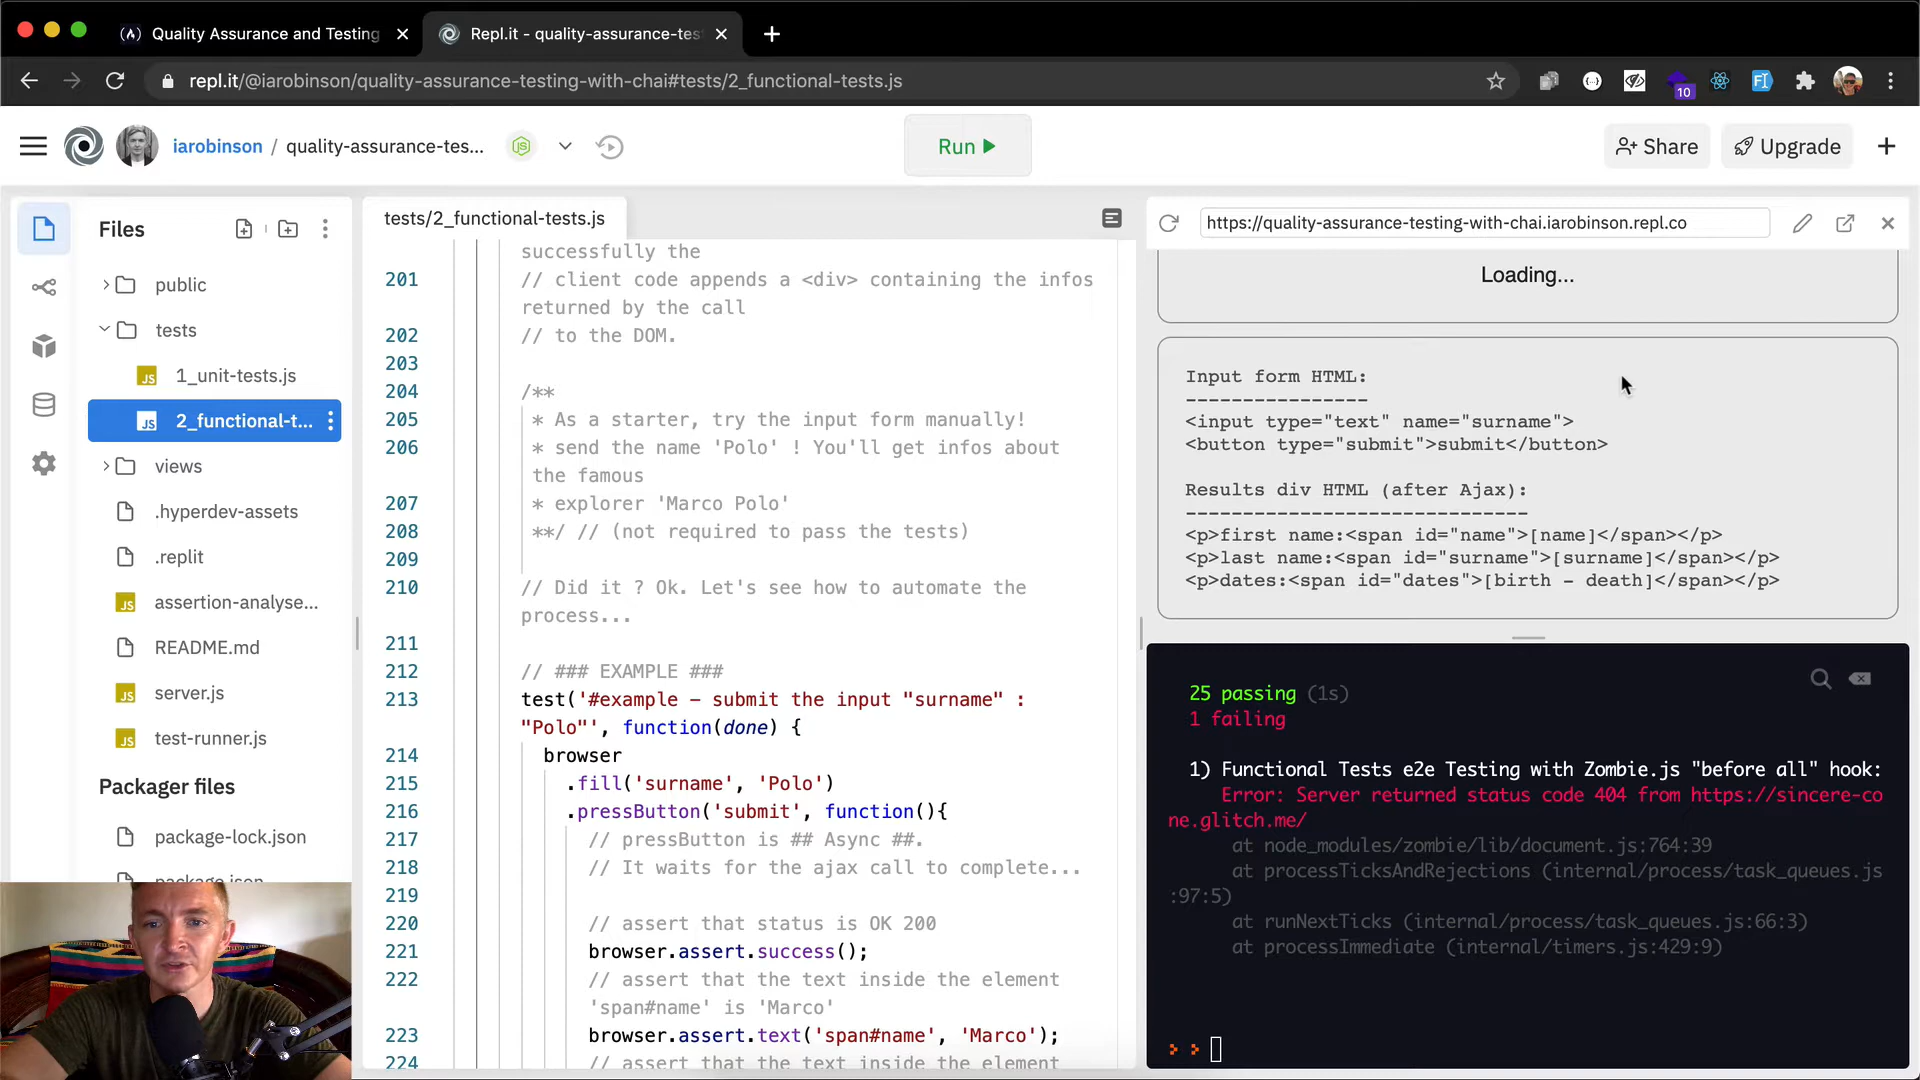 Quality Assurance and Testing
Repl.it - quality-assurance-tes
repl.it/@iarobinson/quality-assurance-testing-with-chai#tests/2_functional-tests.js
10
iarobinson / quality-assurance-tes...
Run
Share
Upgrade
Files
public
tests
JS 1_unit-tests.js
JS 2_functional-t...
views
.hyperdev-assets
.replit
JS assertion-analyse...
README.md
JS server.js
JS test-runner.js
Packager files
package-lock.json
package.json
tests/2_functional-tests.js
successfully the
201 // client code appends a <div> containing the infos
returned by the call
202 // to the DOM.
203
204 /**
205 * As a starter, try the input form manually!
206 * send the name 'Polo' ! You'll get infos about
the famous
207 * explorer 'Marco Polo'
208 **/ // (not required to pass the tests)
209
210 // Did it ? Ok. Let's see how to automate the
process...
211
212 // ### EXAMPLE ###
213 test('#example - submit the input "surname" :
"Polo"', function(done) {
214 browser
215 .fill('surname', 'Polo')
216 .pressButton('submit', function(){
217 // pressButton is ## Async ##.
218 // It waits for the ajax call to complete...
219
220 // assert that status is OK 200
221 browser.assert.success();
222 // assert that the text inside the element
'span#name' is 'Marco'
223 browser.assert.text('span#name', 'Marco');
224 // assert that the text inside the element
https://quality-assurance-testing-with-chai.iarobinson.repl.co
Loading...
Input form HTML:
----------------
<input type="text" name="surname">
<button type="submit">submit</button>
Results div HTML (after Ajax):
------------------------------
<p>first name:<span id="name">[name]</span></p>
<p>last name:<span id="surname">[surname]</span></p>
<p>dates:<span id="dates">[birth - death]</span></p>
25 passing (1s)
1 failing
1) Functional Tests e2e Testing with Zombie.js "before all" hook:
Error: Server returned status code 404 from https://sincere-co
ne.glitch.me/
at node_modules/zombie/lib/document.js:764:39
at processTicksAndRejections (internal/process/task_queues.js
:97:5)
at runNextTicks (internal/process/task_queues.js:66:3)
at processImmediate (internal/timers.js:429:9)